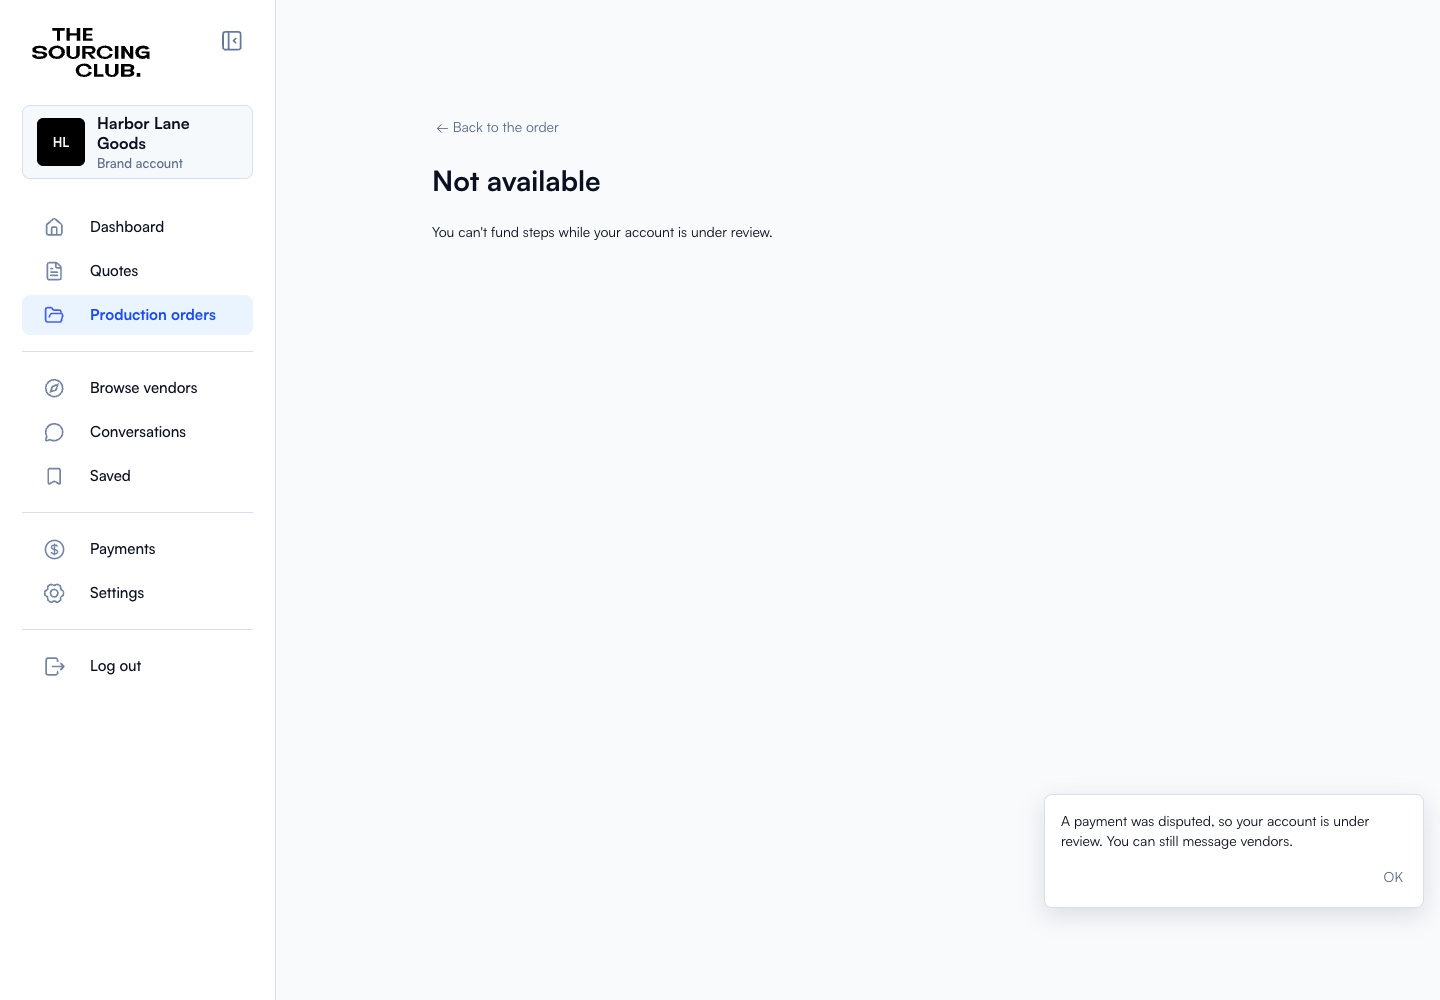 THE
SOURCING
CLUB.
HL
Harbor Lane
Goods
Brand account
Dashboard
Quotes
Production orders
Browse vendors
Conversations
Saved
Payments
Settings
Log out
← Back to the order
Not available
You can't fund steps while your account is under review.
A payment was disputed, so your account is under
review. You can still message vendors.
OK